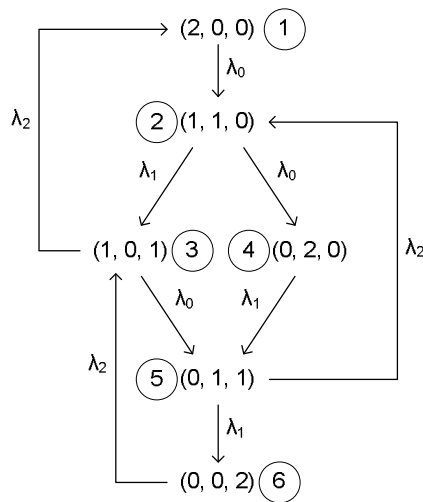 (2, 0, 0) 1
λ0
λ2
2 (1, 1, 0)
λ1 λ0
(1, 0, 1) 3 4 (0, 2, 0)
λ2
λ0 λ1
λ2
5 (0, 1, 1)
λ1
(0, 0, 2) 6